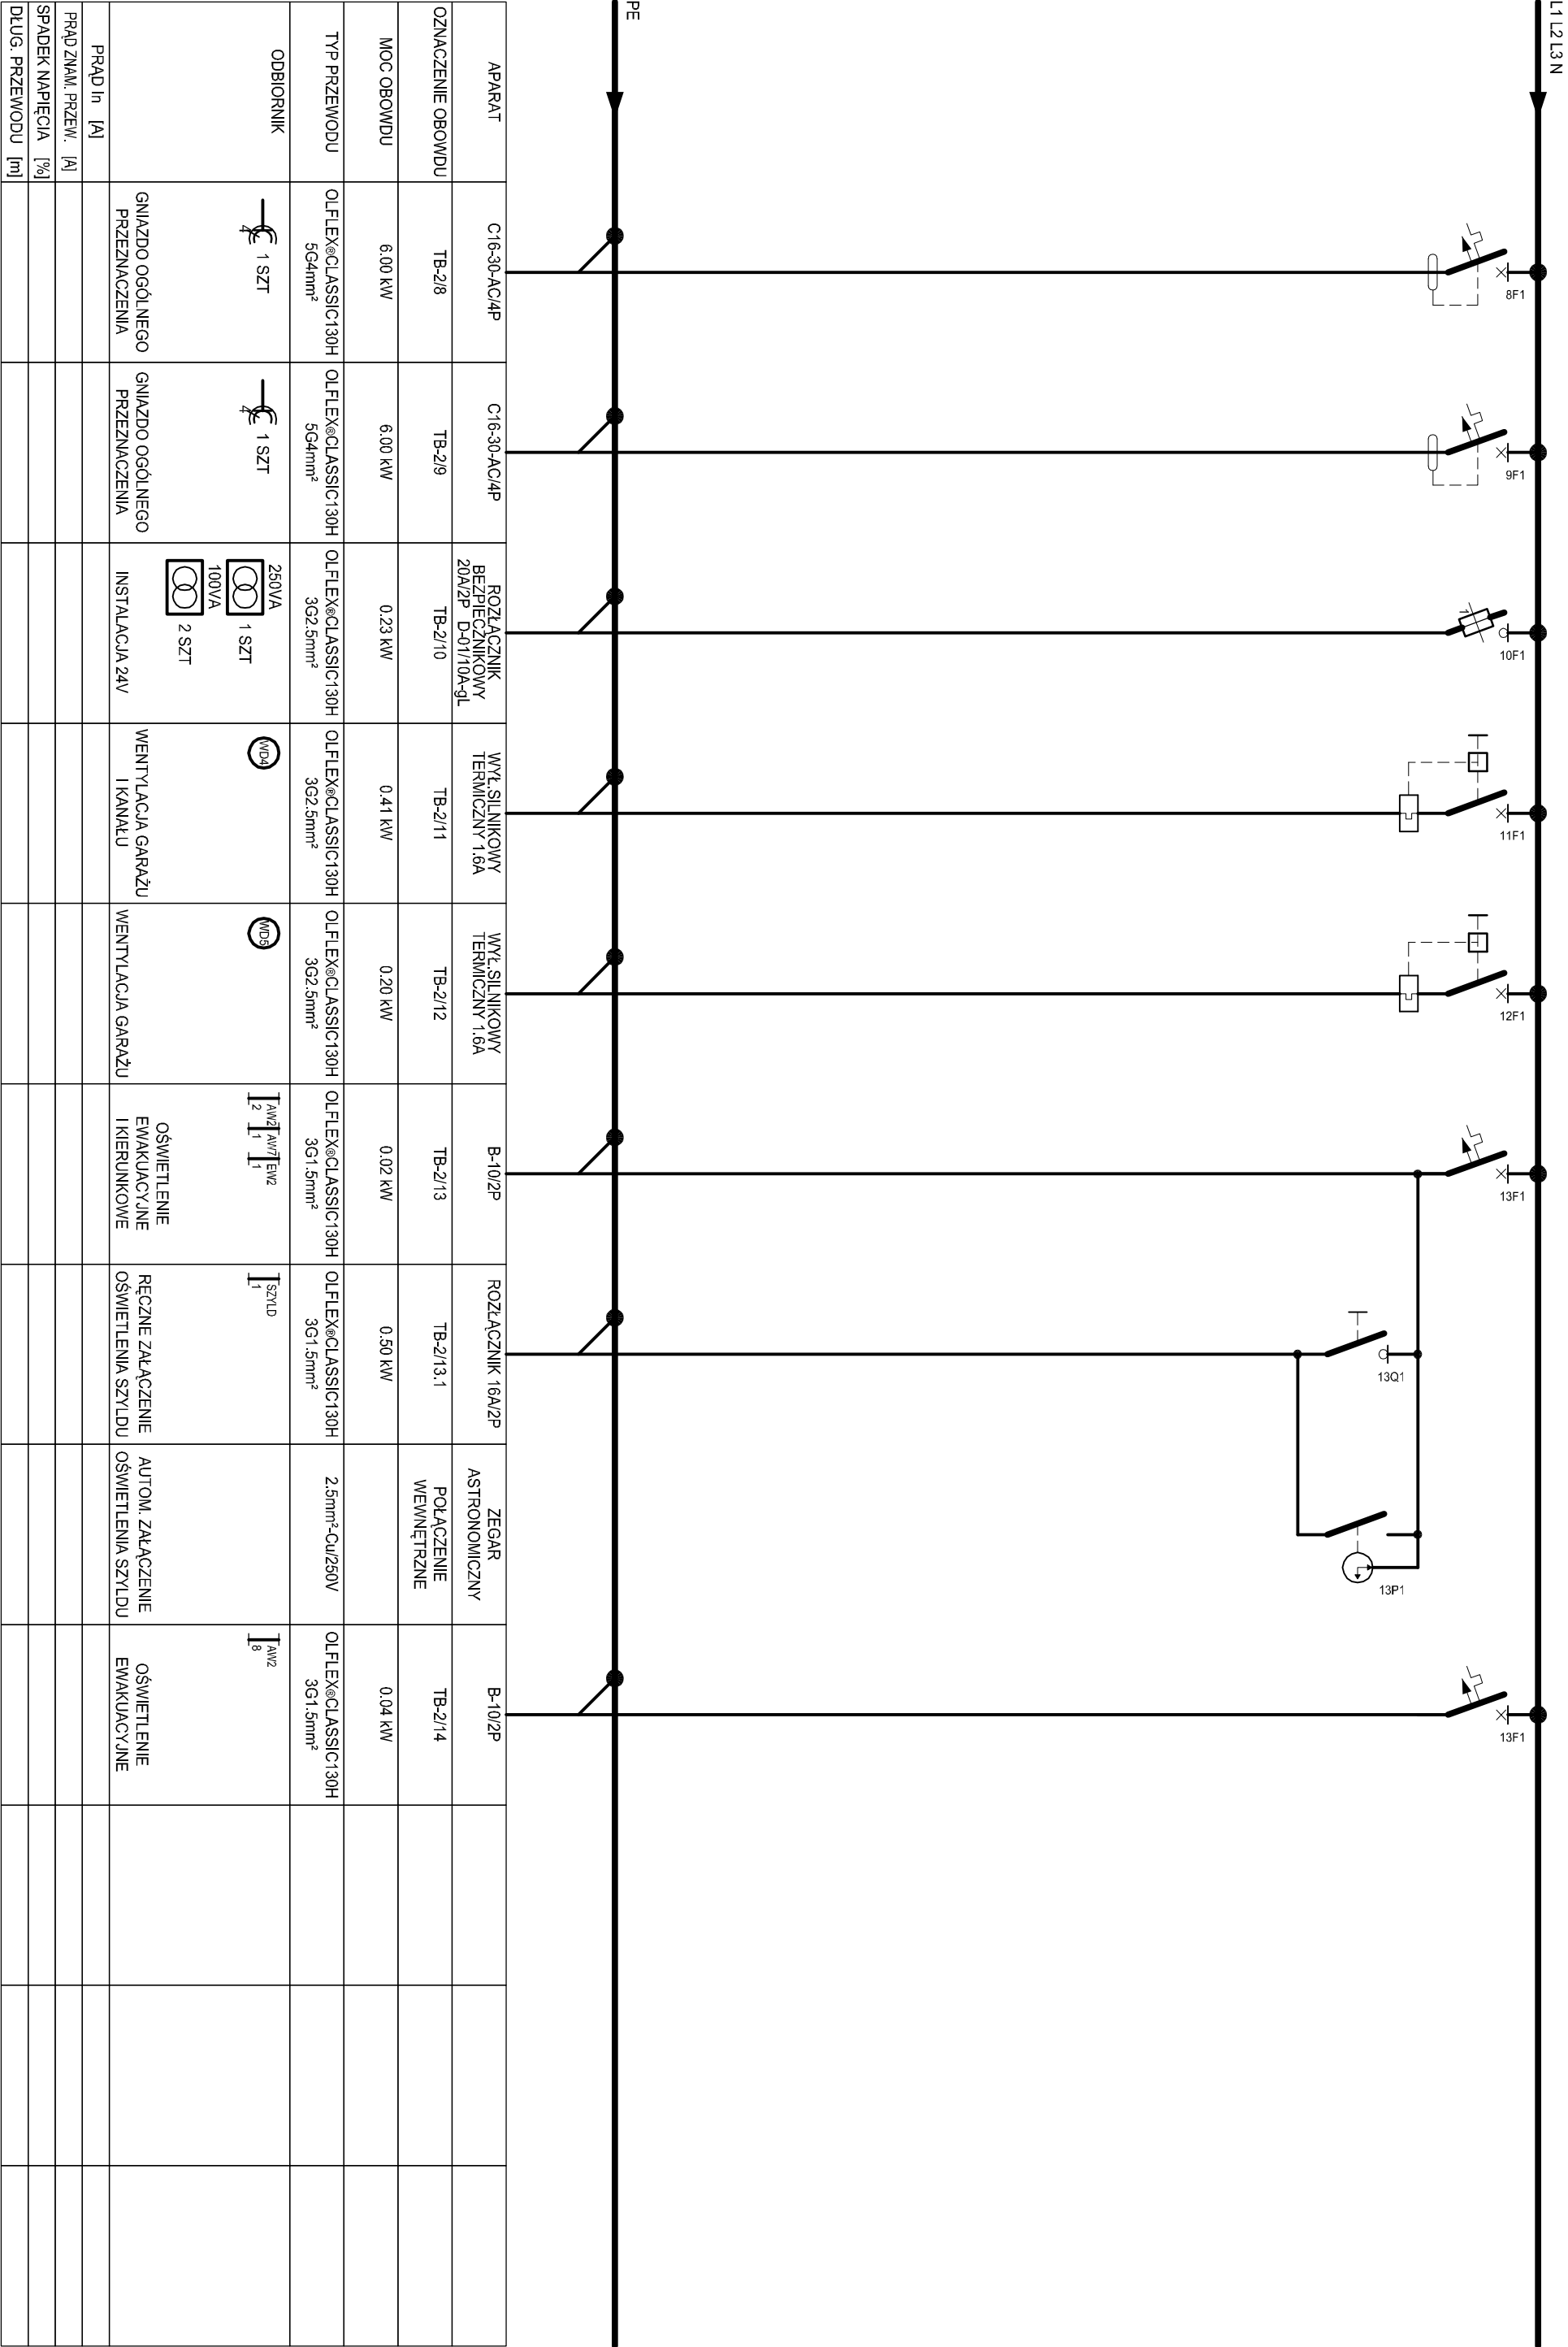 L1 L2 L3 N
8F1
9F1
10F1
11F1
12F1
13F1
13Q1
13P1
13F1
PE
APARAT
C16-30-AC/4P
C16-30-AC/4P
ROZŁĄCZNIK
BEZPIECZNIKOWY
20A/2P D-01/10A-gL
WYŁ.SILNIKOWY
TERMICZNY 1.6A
WYŁ.SILNIKOWY
TERMICZNY 1.6A
B-10/2P
ROZŁĄCZNIK 16A/2P
ZEGAR
ASTRONOMICZNY
B-10/2P
OZNACZENIE OBOWDU
TB-2/8
TB-2/9
TB-2/10
TB-2/11
TB-2/12
TB-2/13
TB-2/13.1
POŁĄCZENIE
WEWNĘTRZNE
TB-2/14
MOC OBOWDU
6.00 kW
6.00 kW
0.23 kW
0.41 kW
0.20 kW
0.02 kW
0.50 kW
0.04 kW
TYP PRZEWODU
OLFLEX®CLASSIC130H
5G4mm²
OLFLEX®CLASSIC130H
5G4mm²
OLFLEX®CLASSIC130H
3G2.5mm²
OLFLEX®CLASSIC130H
3G2.5mm²
OLFLEX®CLASSIC130H
3G2.5mm²
OLFLEX®CLASSIC130H
3G1.5mm²
OLFLEX®CLASSIC130H
3G1.5mm²
2.5mm²-Cu/250V
OLFLEX®CLASSIC130H
3G1.5mm²
ODBIORNIK
4 1 SZT
GNIAZDO OGÓLNEGO
PRZEZNACZENIA
4 1 SZT
GNIAZDO OGÓLNEGO
PRZEZNACZENIA
250VA
1 SZT
100VA
2 SZT
INSTALACJA 24V
WD4
WENTYLACJA GARAŻU
I KANAŁU
WD5
WENTYLACJA GARAŻU
AW2 AW7 EW2
2 1 1
OŚWIETLENIE
EWAKUACYJNE
I KIERUNKOWE
SZYLD
1
RĘCZNE ZAŁĄCZENIE
OŚWIETLENIA SZYLDU
AUTOM. ZAŁĄCZENIE
OŚWIETLENIA SZYLDU
AW2
8
OŚWIETLENIE
EWAKUACYJNE
PRĄD In [A]
PRĄD ZNAM. PRZEW. [A]
SPADEK NAPIĘCIA [%]
DŁUG. PRZEWODU [m]